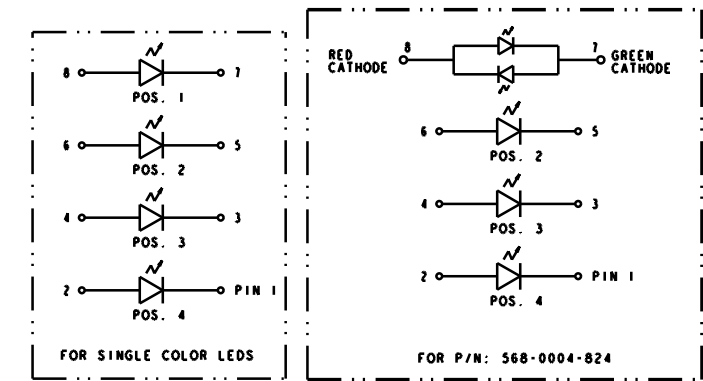 8 7
POS. 1
6 5
POS. 2
4 3
POS. 3
2 PIN 1
POS. 4
FOR SINGLE COLOR LEDS
RED CATHODE 8 7 GREEN CATHODE
6 5
POS. 2
4 3
POS. 3
2 PIN 1
POS. 4
FOR P/N: 568-0004-824